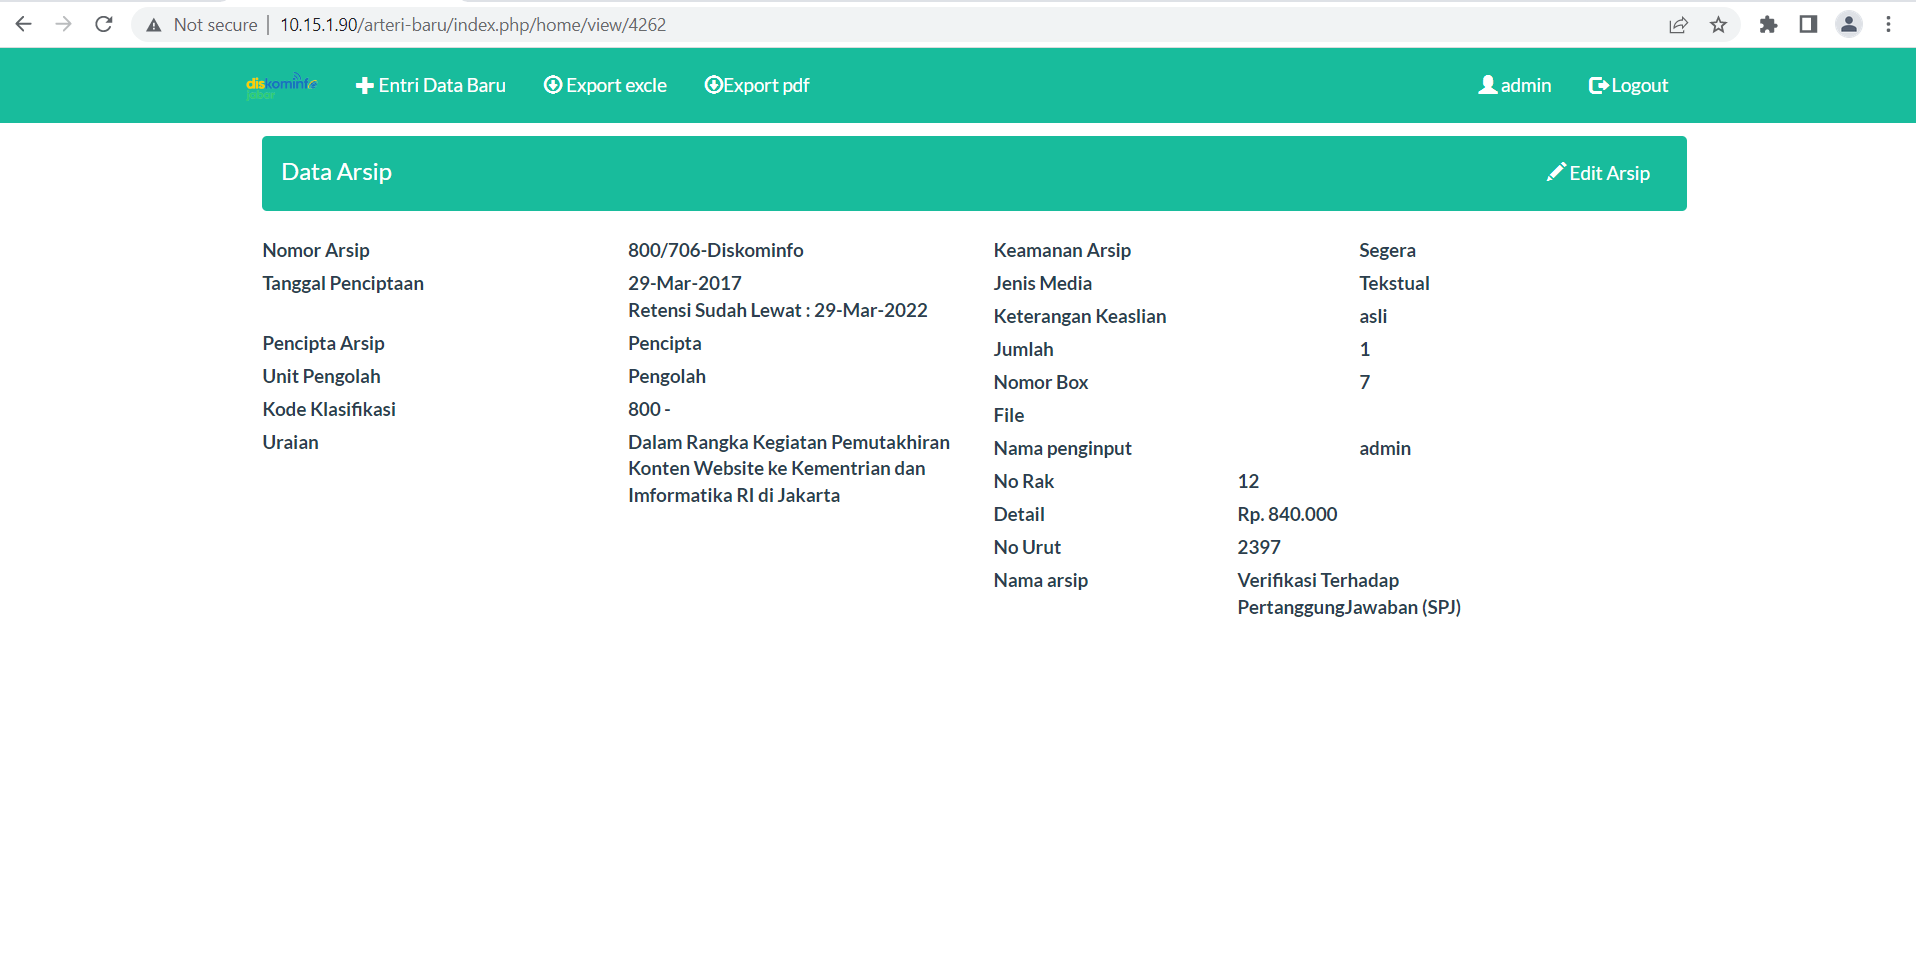 Not secure | 10.15.1.90/arteri-baru/index.php/home/view/4262
diskominfo
jabar
Entri Data Baru
Export excle
Export pdf
admin
Logout
Data Arsip
Edit Arsip
Nomor Arsip 800/706-Diskominfo
Tanggal Penciptaan 29-Mar-2017
Retensi Sudah Lewat : 29-Mar-2022
Pencipta Arsip Pencipta
Unit Pengolah Pengolah
Kode Klasifikasi 800 -
Uraian Dalam Rangka Kegiatan Pemutakhiran
Konten Website ke Kementrian dan
Imformatika RI di Jakarta
Keamanan Arsip Segera
Jenis Media Tekstual
Keterangan Keaslian asli
Jumlah 1
Nomor Box 7
File
Nama penginput admin
No Rak 12
Detail Rp. 840.000
No Urut 2397
Nama arsip Verifikasi Terhadap
PertanggungJawaban (SPJ)